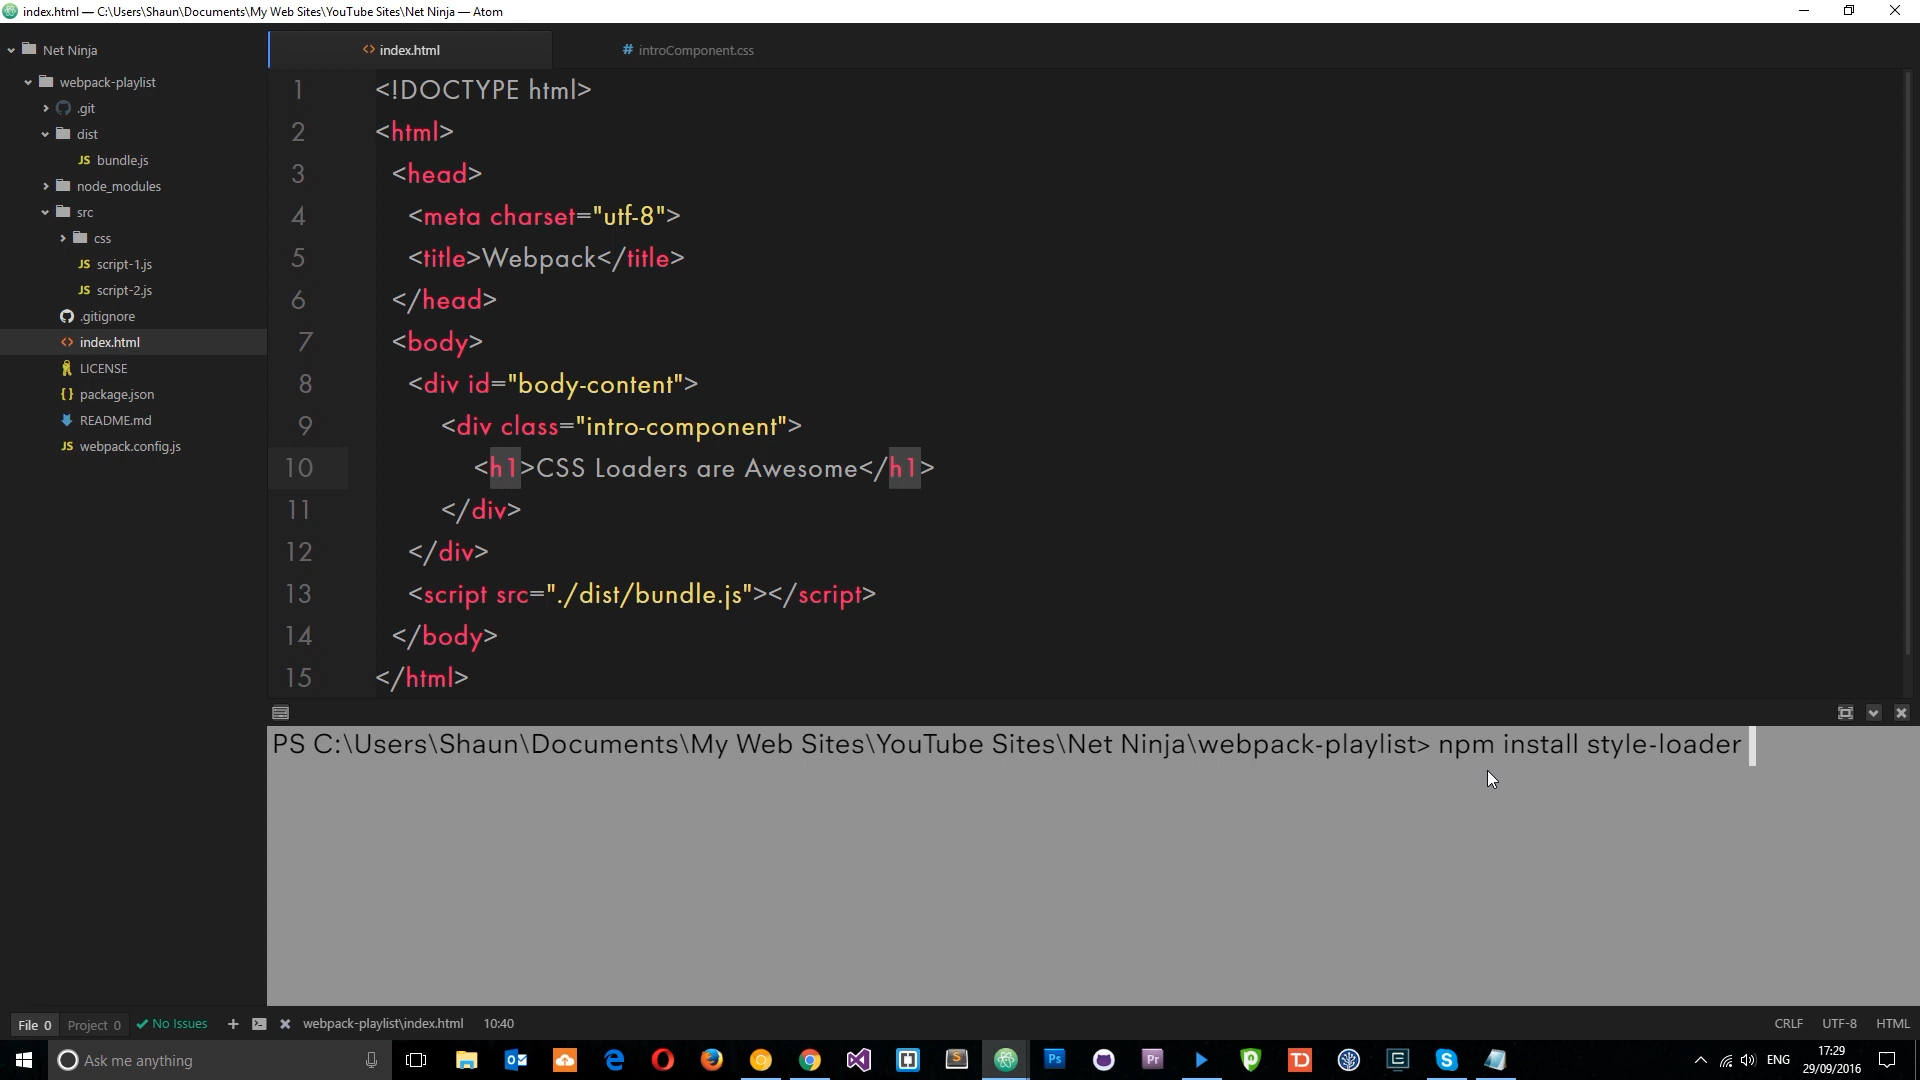 index.html — C:\Users\Shaun\Documents\My Web Sites\YouTube Sites\Net Ninja — Atom
Net Ninja
webpack-playlist
.git
dist
JS bundle.js
node_modules
src
css
JS script-1.js
JS script-2.js
.gitignore
<> index.html
LICENSE
{} package.json
README.md
JS webpack.config.js
<> index.html
# introComponent.css
1 <!DOCTYPE html>
2 <html>
3 <head>
4 <meta charset="utf-8">
5 <title>Webpack</title>
6 </head>
7 <body>
8 <div id="body-content">
9 <div class="intro-component">
10 <h1>CSS Loaders are Awesome</h1>
11 </div>
12 </div>
13 <script src="./dist/bundle.js"></script>
14 </body>
15 </html>
PS C:\Users\Shaun\Documents\My Web Sites\YouTube Sites\Net Ninja\webpack-playlist> npm install style-loader
File 0 Project 0 No Issues + webpack-playlist\index.html 10:40 CRLF UTF-8 HTML
Ask me anything
Ps
Pr
TD
ENG
17:29
29/09/2016